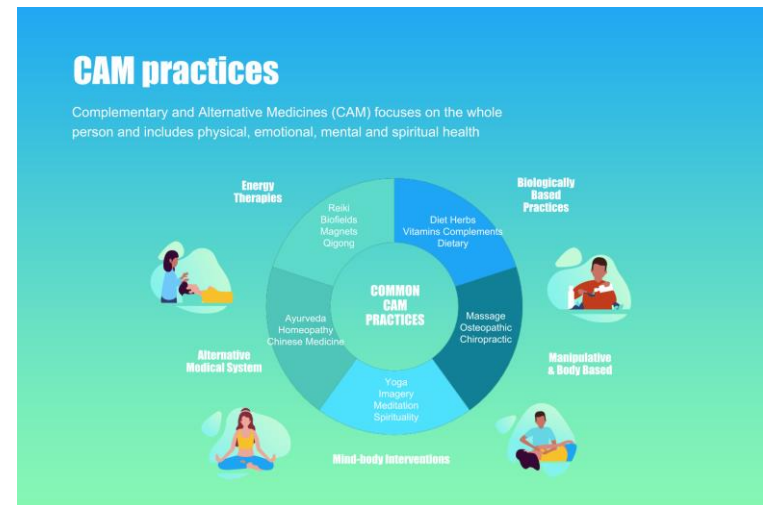 CAM practices
Complementary and Alternative Medicines (CAM) focuses on the whole
person and includes physical, emotional, mental and spiritual health
Energy
Therapies
Reiki
Biofields
Magnets
Qigong
Biologically
Based
Practices
Diet Herbs
Vitamins Complements
Dietary
COMMON
CAM
PRACTICES
Ayurveda
Homeopathy
Chinese Medicine
Massage
Osteopathic
Chiropractic
Alternative
Medical System
Manipulative
& Body Based
Yoga
Imagery
Meditation
Spirituality
Mind-body Interventions